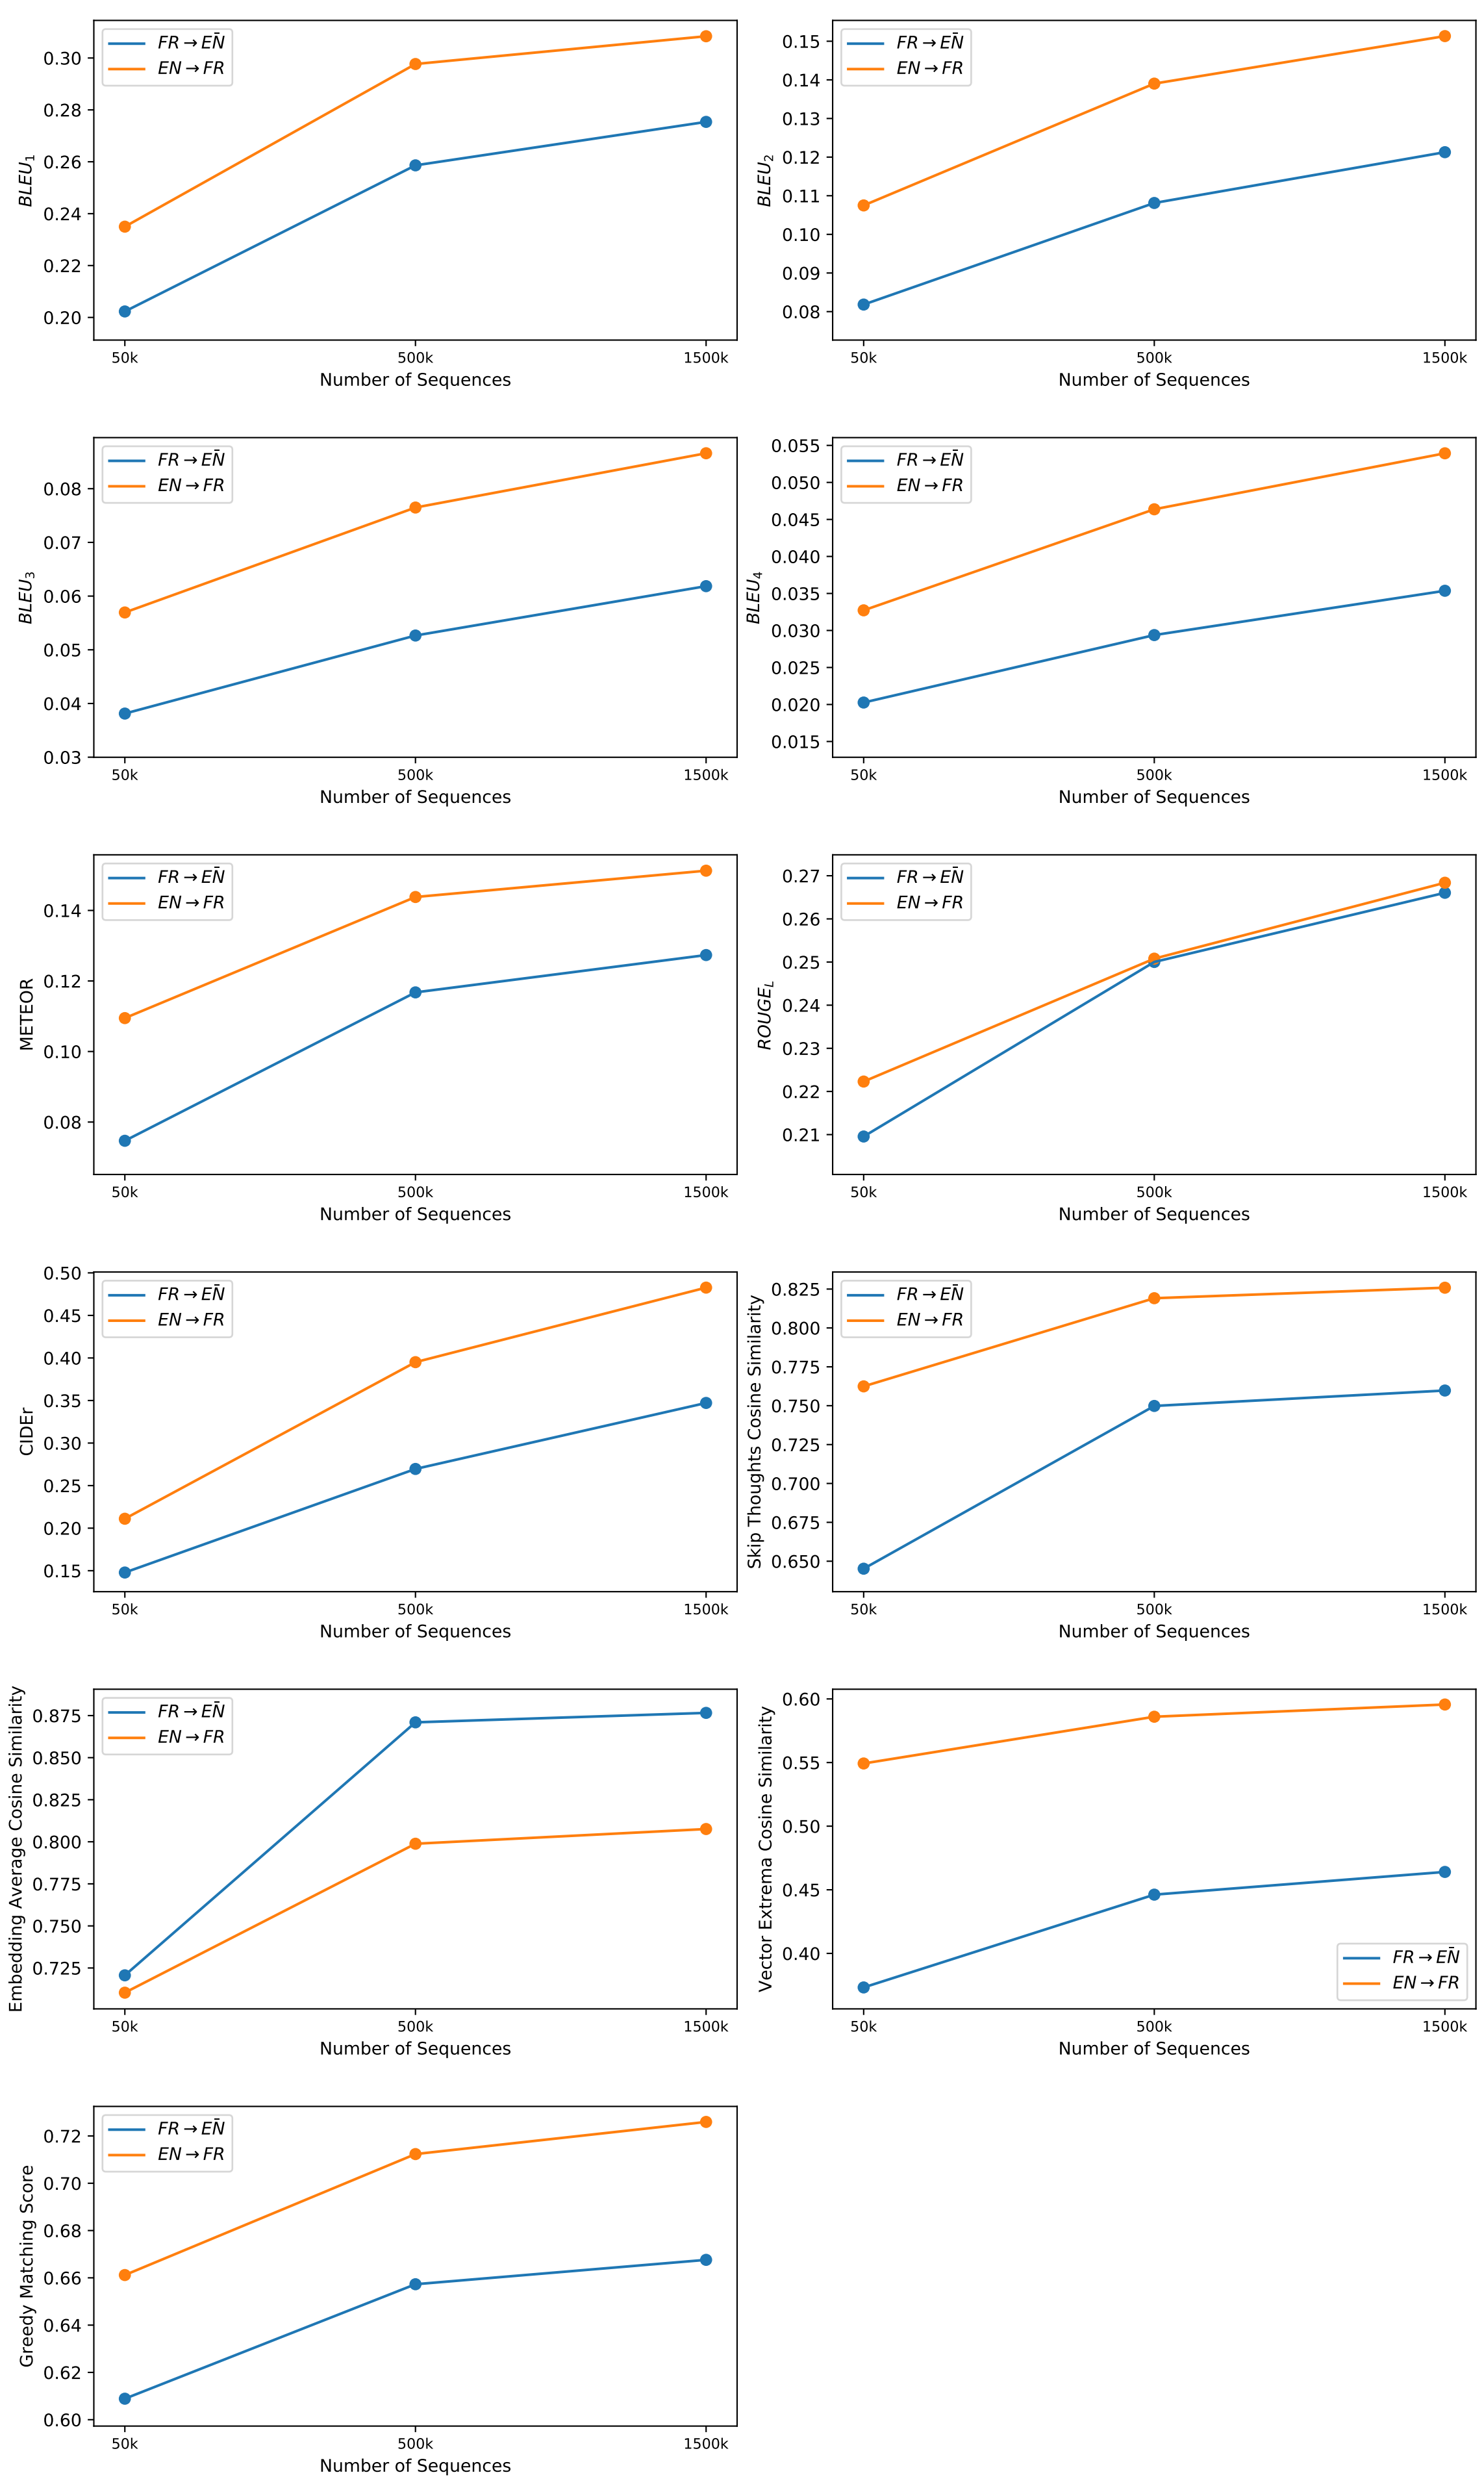 FR→EN̄
EN→FR
0.30
0.28
0.26
0.24
0.22
0.20
BLEU₁
50k 500k 1500k
Number of Sequences
FR→EN̄
EN→FR
0.15
0.14
0.13
0.12
0.11
0.10
0.09
0.08
BLEU₂
50k 500k 1500k
Number of Sequences
FR→EN̄
EN→FR
0.08
0.07
0.06
0.05
0.04
0.03
BLEU₃
50k 500k 1500k
Number of Sequences
FR→EN̄
EN→FR
0.055
0.050
0.045
0.040
0.035
0.030
0.025
0.020
0.015
BLEU₄
50k 500k 1500k
Number of Sequences
FR→EN̄
EN→FR
0.14
0.12
0.10
0.08
METEOR
50k 500k 1500k
Number of Sequences
FR→EN̄
EN→FR
0.27
0.26
0.25
0.24
0.23
0.22
0.21
ROUGE_L
50k 500k 1500k
Number of Sequences
FR→EN̄
EN→FR
0.50
0.45
0.40
0.35
0.30
0.25
0.20
0.15
CIDEr
50k 500k 1500k
Number of Sequences
FR→EN̄
EN→FR
0.825
0.800
0.775
0.750
0.725
0.700
0.675
0.650
Skip Thoughts Cosine Similarity
50k 500k 1500k
Number of Sequences
FR→EN̄
EN→FR
0.875
0.850
0.825
0.800
0.775
0.750
0.725
Embedding Average Cosine Similarity
50k 500k 1500k
Number of Sequences
0.60
0.55
0.50
0.45
0.40
Vector Extrema Cosine Similarity
FR→EN̄
EN→FR
50k 500k 1500k
Number of Sequences
FR→EN̄
EN→FR
0.72
0.70
0.68
0.66
0.64
0.62
0.60
Greedy Matching Score
50k 500k 1500k
Number of Sequences